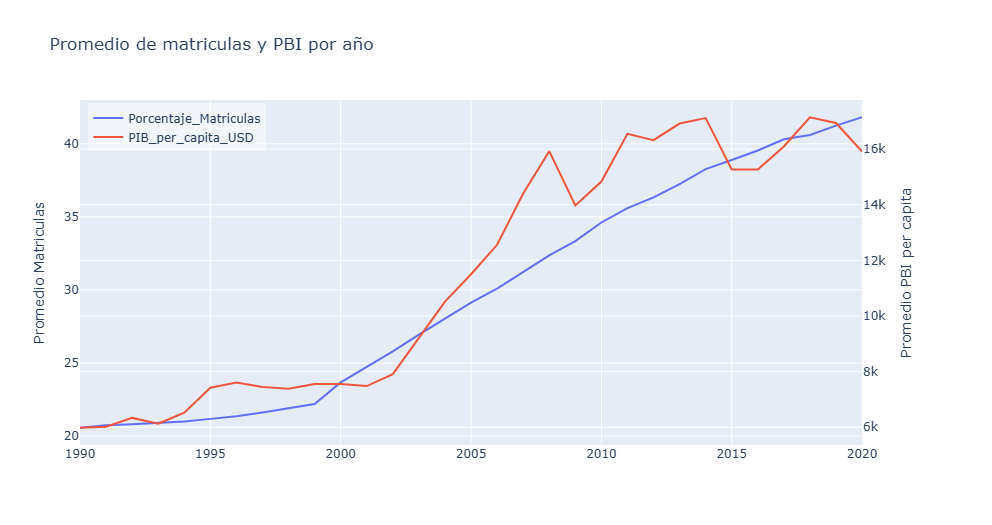 Promedio de matriculas y PBI por año
Porcentaje_Matriculas
PIB_per_capita_USD
Promedio Matriculas
40
35
30
25
20
16k
14k
12k
10k
8k
6k
Promedio PBI per capita
1990
1995
2000
2005
2010
2015
2020